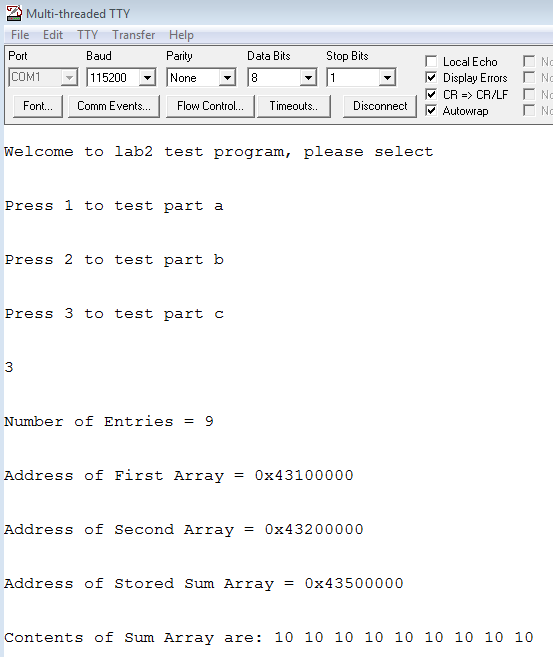 Multi-threaded TTY
File Edit TTY Transfer Help
Port Baud Parity Data Bits Stop Bits
COM1 115200 None 8 1
Local Echo
Display Errors
CR => CR/LF
Autowrap
Font... Comm Events... Flow Control... Timeouts.. Disconnect
Welcome to lab2 test program, please select
Press 1 to test part a
Press 2 to test part b
Press 3 to test part c
3
Number of Entries = 9
Address of First Array = 0x43100000
Address of Second Array = 0x43200000
Address of Stored Sum Array = 0x43500000
Contents of Sum Array are: 10 10 10 10 10 10 10 10 10